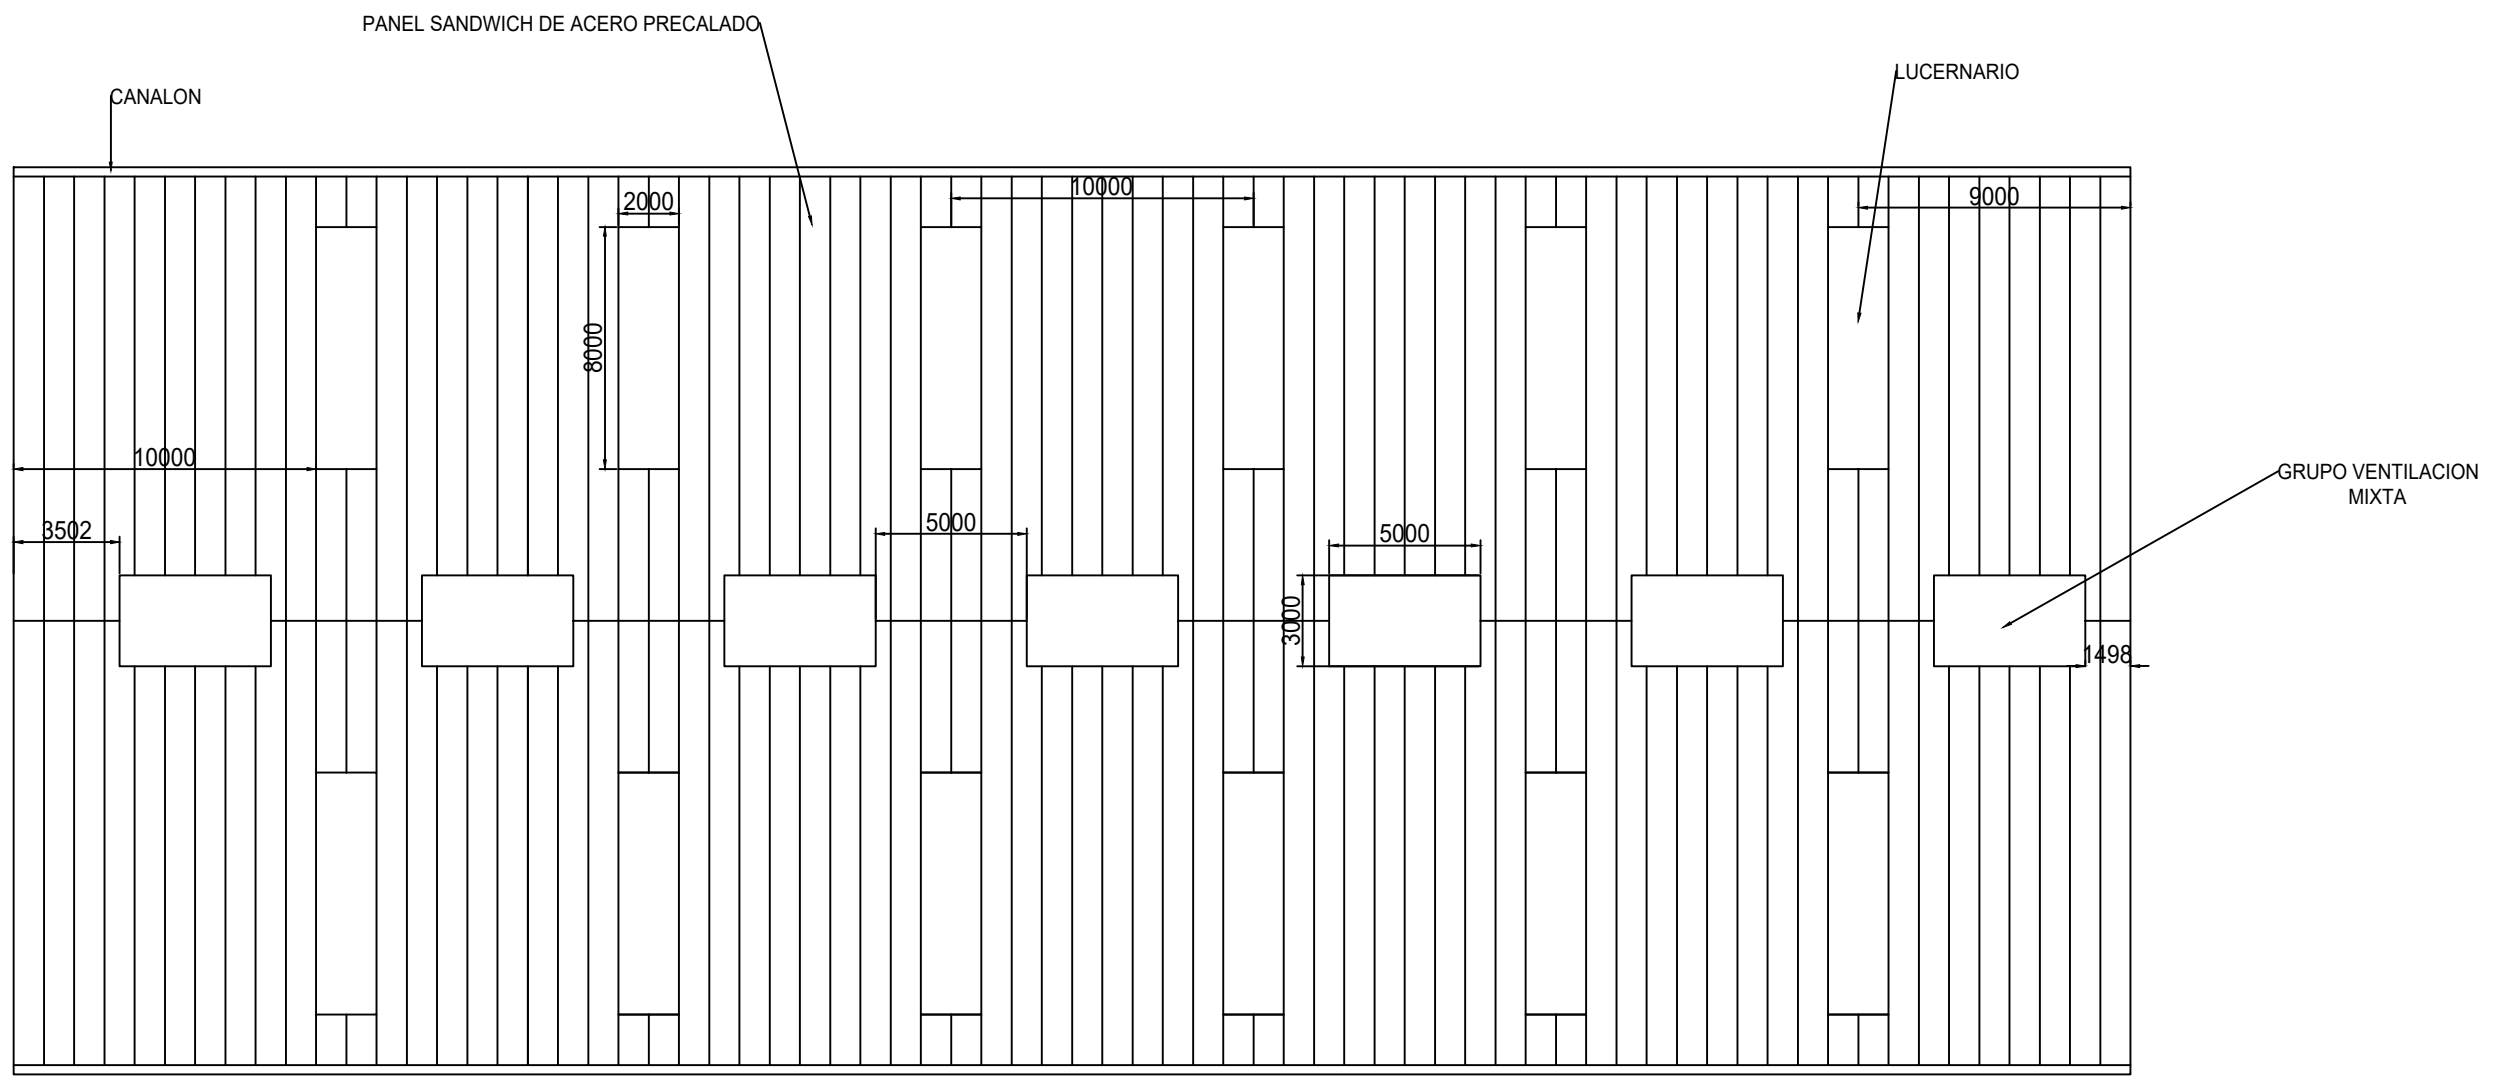 PANEL SANDWICH DE ACERO PRECALADO
LUCERNARIO
CANALON
2000
10000
9000
8000
10000
GRUPO VENTILACION
MIXTA
3502
5000
5000
3000
1498